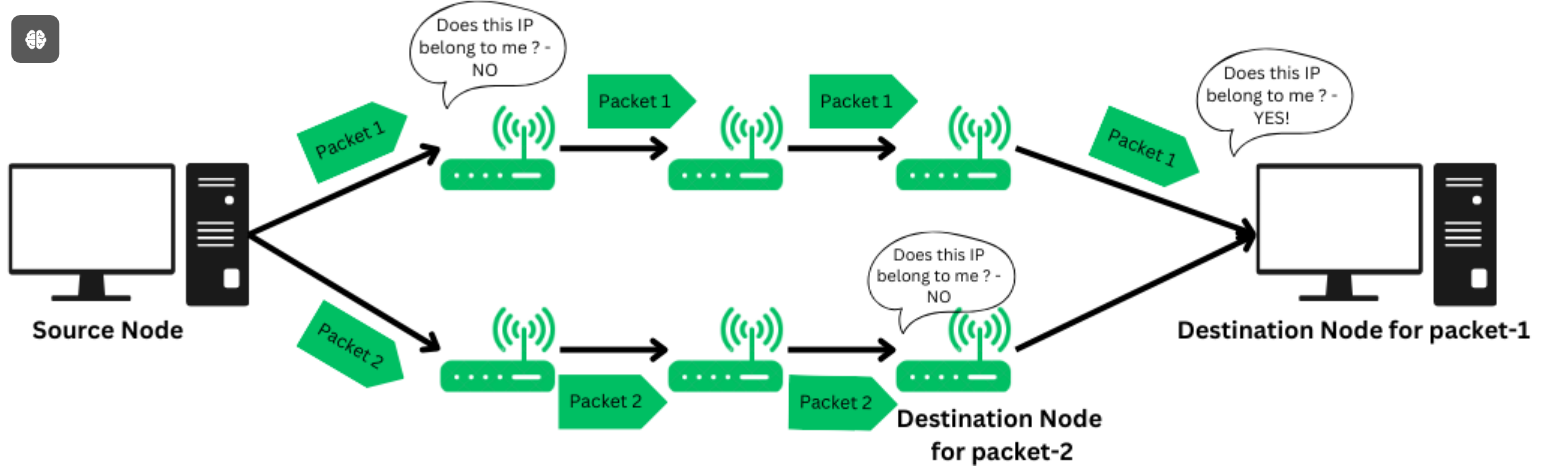 Does this IP
belong to me ? -
NO
Packet 1
Packet 1
Packet 1
Packet 1
Does this IP
belong to me ? -
YES!
Source Node
Destination Node for packet-1
Does this IP
belong to me ? -
NO
Packet 2
Packet 2
Packet 2
Destination Node
for packet-2